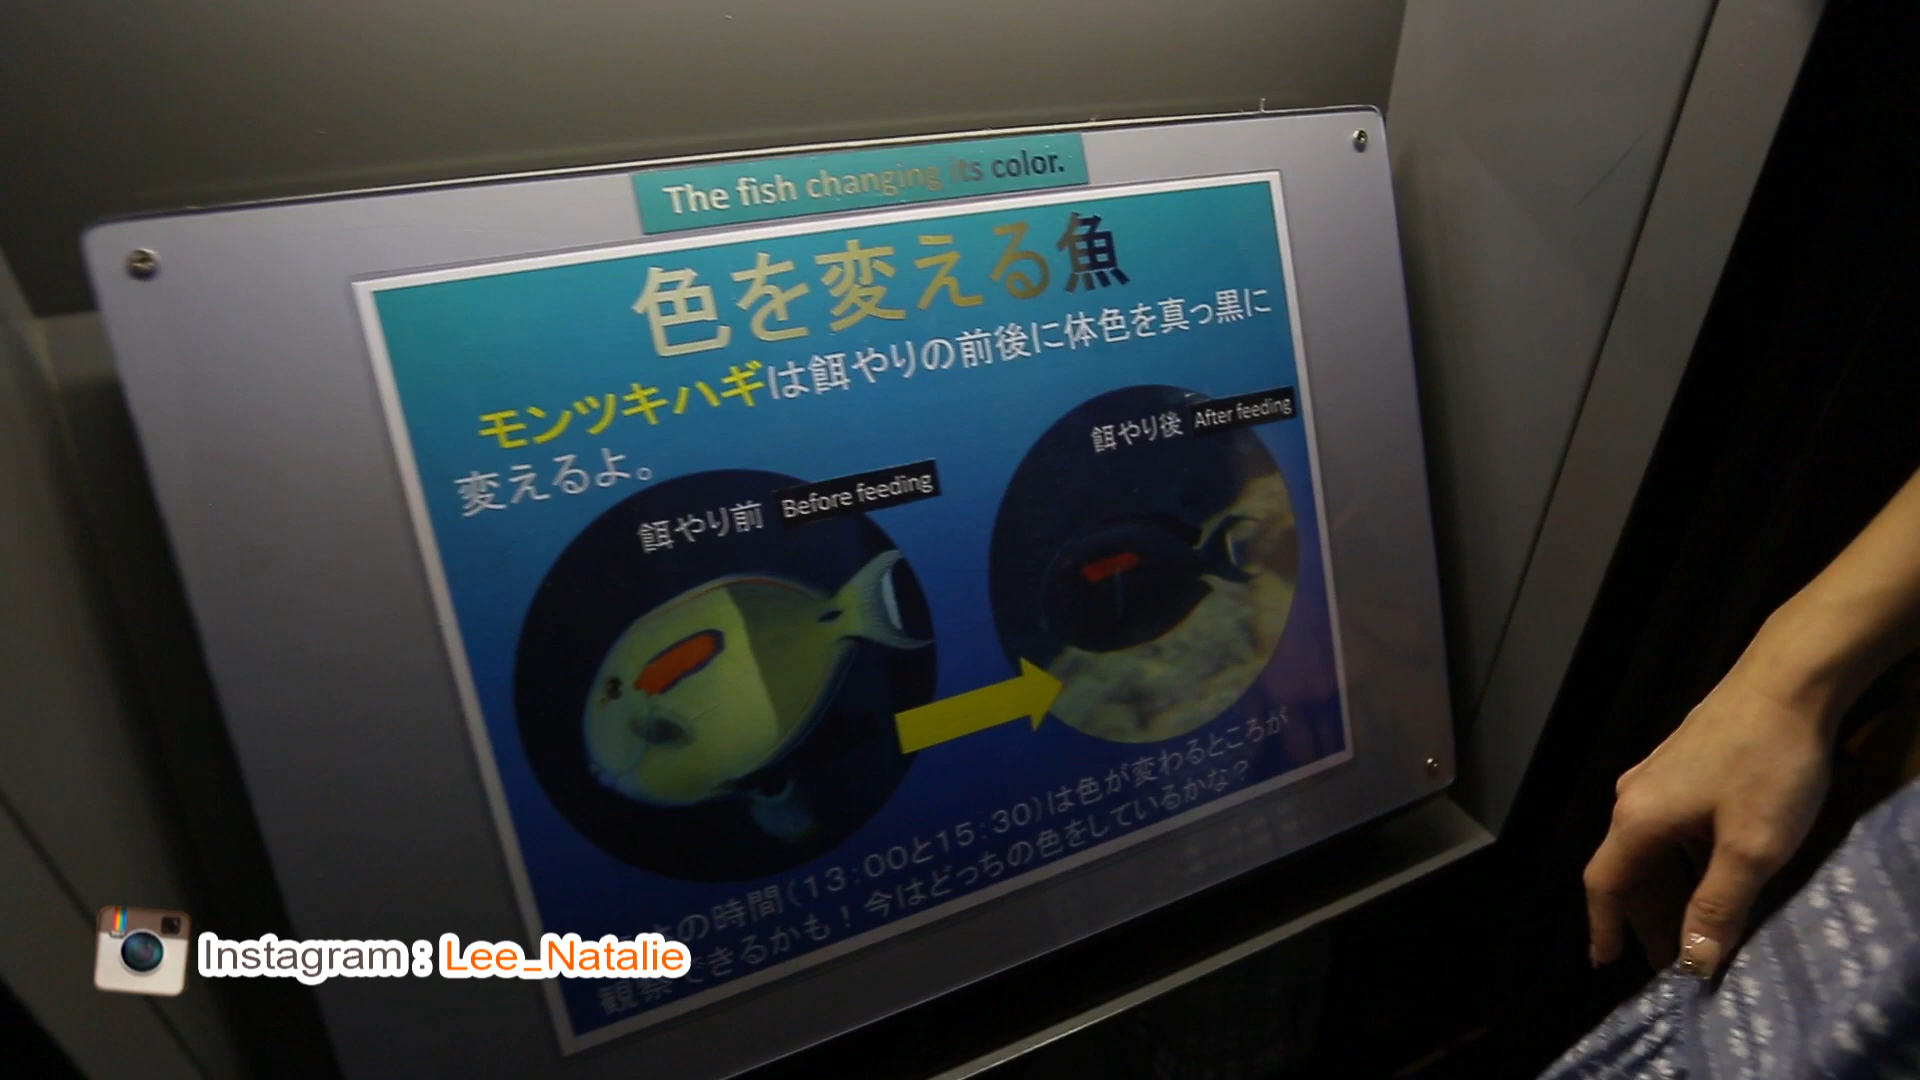 The fish changing its color.
色を変える魚
モンツキハギは餌やりの前後に体色を真っ黒に
変えるよ。
餌やり前 Before feeding
餌やり後 After feeding
の時間(13:00と15:30)は色が変わるところが
観察できるかも!今はどっちの色をしているかな?
Instagram : Lee_Natalie